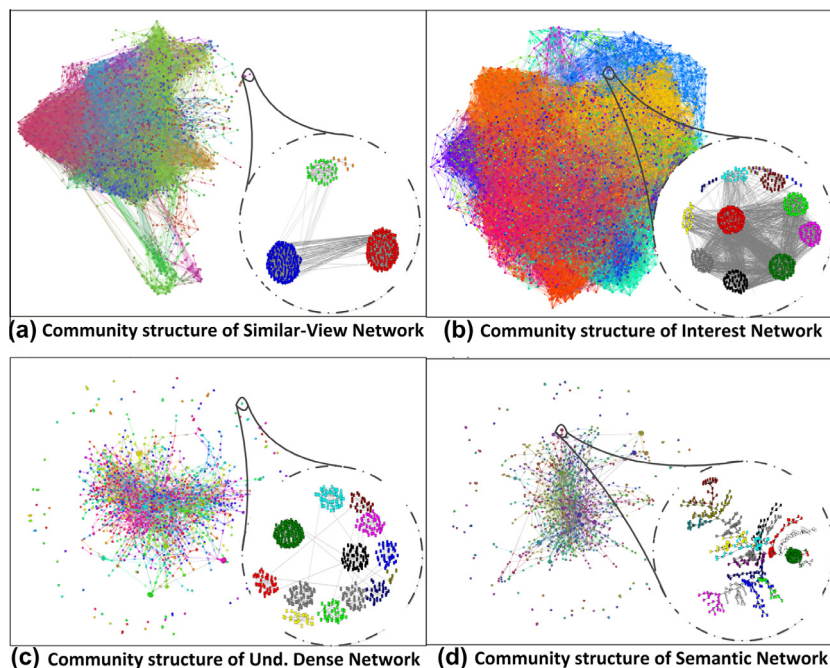 (a) Community structure of Similar-View Network
(b) Community structure of Interest Network
(c) Community structure of Und. Dense Network
(d) Community structure of Semantic Network